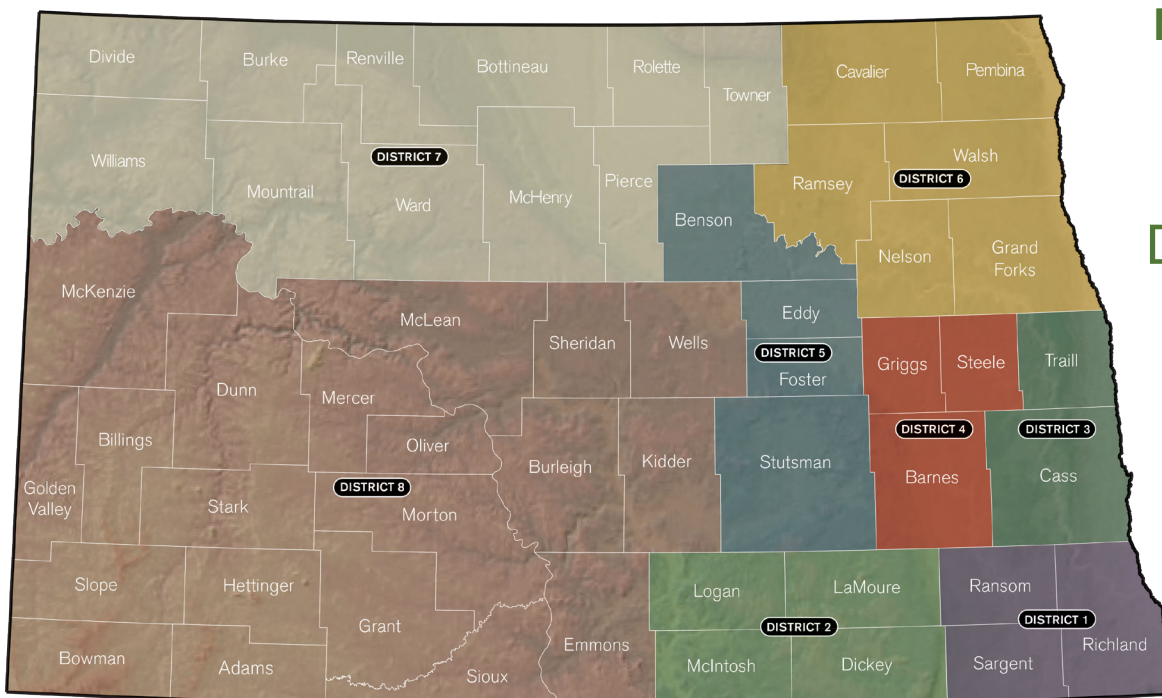 Divide
Burke
Renville
Bottineau
Rolette
Towner
Cavalier
Pembina
Williams
Mountrail
DISTRICT 7
Ward
McHenry
Pierce
Benson
Ramsey
Walsh
DISTRICT 6
Nelson
Grand
Forks
McKenzie
McLean
Sheridan
Wells
Eddy
DISTRICT 5
Foster
Griggs
Steele
Traill
Dunn
Mercer
Oliver
Billings
Golden
Valley
Stark
DISTRICT 8
Morton
Burleigh
Kidder
Stutsman
DISTRICT 4
Barnes
DISTRICT 3
Cass
Slope
Hettinger
Grant
Bowman
Adams
Sioux
Emmons
Logan
LaMoure
DISTRICT 2
McIntosh
Dickey
Ransom
DISTRICT 1
Sargent
Richland